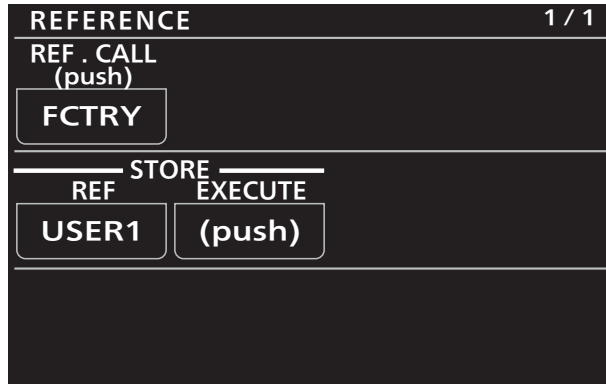 REFERENCE 1 / 1
REF . CALL
(push)
FCTRY
STORE
REF EXECUTE
USER1 (push)